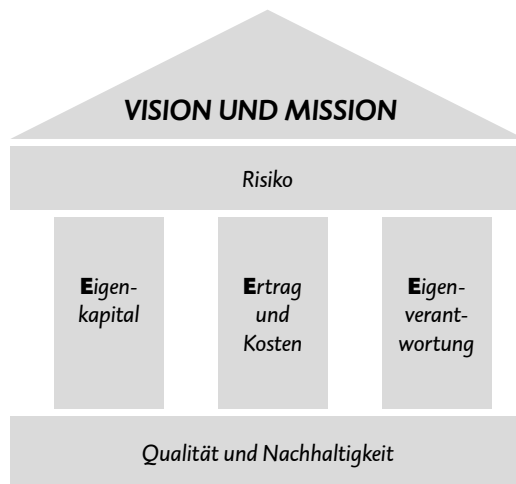 VISION UND MISSION
Risiko
Eigen-
kapital
Ertrag
und
Kosten
Eigen-
verant-
wortung
Qualität und Nachhaltigkeit